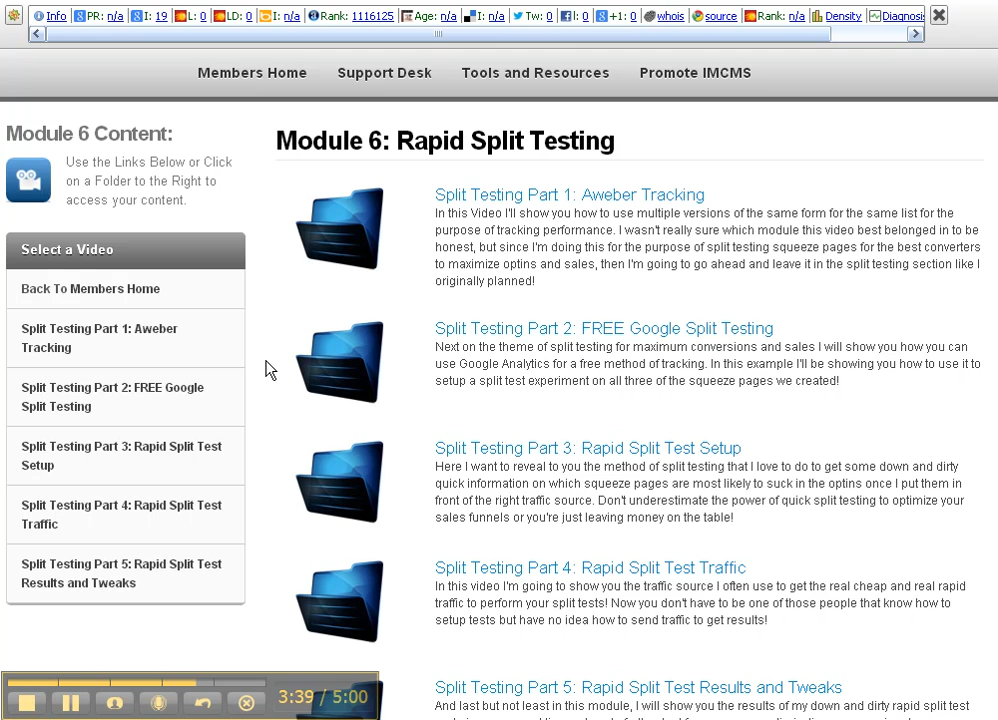 Info PR: n/a I: 19 L: 0 LD: 0 I: n/a Rank: 1116125 Age: n/a I: n/a Tw: 0 l: 0 +1: 0 whois source Rank: n/a Density Diagnosi
Members Home Support Desk Tools and Resources Promote IMCMS
Module 6 Content:
Use the Links Below or Click
on a Folder to the Right to
access your content.
Select a Video
Back To Members Home
Split Testing Part 1: Aweber
Tracking
Split Testing Part 2: FREE Google
Split Testing
Split Testing Part 3: Rapid Split Test
Setup
Split Testing Part 4: Rapid Split Test
Traffic
Split Testing Part 5: Rapid Split Test
Results and Tweaks
Module 6: Rapid Split Testing
Split Testing Part 1: Aweber Tracking
In this Video I'll show you how to use multiple versions of the same form for the same list for the
purpose of tracking performance. I wasn't really sure which module this video best belonged in to be
honest, but since I'm doing this for the purpose of split testing squeeze pages for the best converters
to maximize optins and sales, then I'm going to go ahead and leave it in the split testing section like I
originally planned!
Split Testing Part 2: FREE Google Split Testing
Next on the theme of split testing for maximum conversions and sales I will show you how you can
use Google Analytics for a free method of tracking. In this example I'll be showing you how to use it to
setup a split test experiment on all three of the squeeze pages we created!
Split Testing Part 3: Rapid Split Test Setup
Here I want to reveal to you the method of split testing that I love to do to get some down and dirty
quick information on which squeeze pages are most likely to suck in the optins once I put them in
front of the right traffic source. Don't underestimate the power of quick split testing to optimize your
sales funnels or you're just leaving money on the table!
Split Testing Part 4: Rapid Split Test Traffic
In this video I'm going to show you the traffic source I often use to get the real cheap and real rapid
traffic to perform your split tests! Now you don't have to be one of those people that know how to
setup tests but have no idea how to send traffic to get results!
Split Testing Part 5: Rapid Split Test Results and Tweaks
And last but not least in this module, I will show you the results of my down and dirty rapid split test
3:39 / 5:00